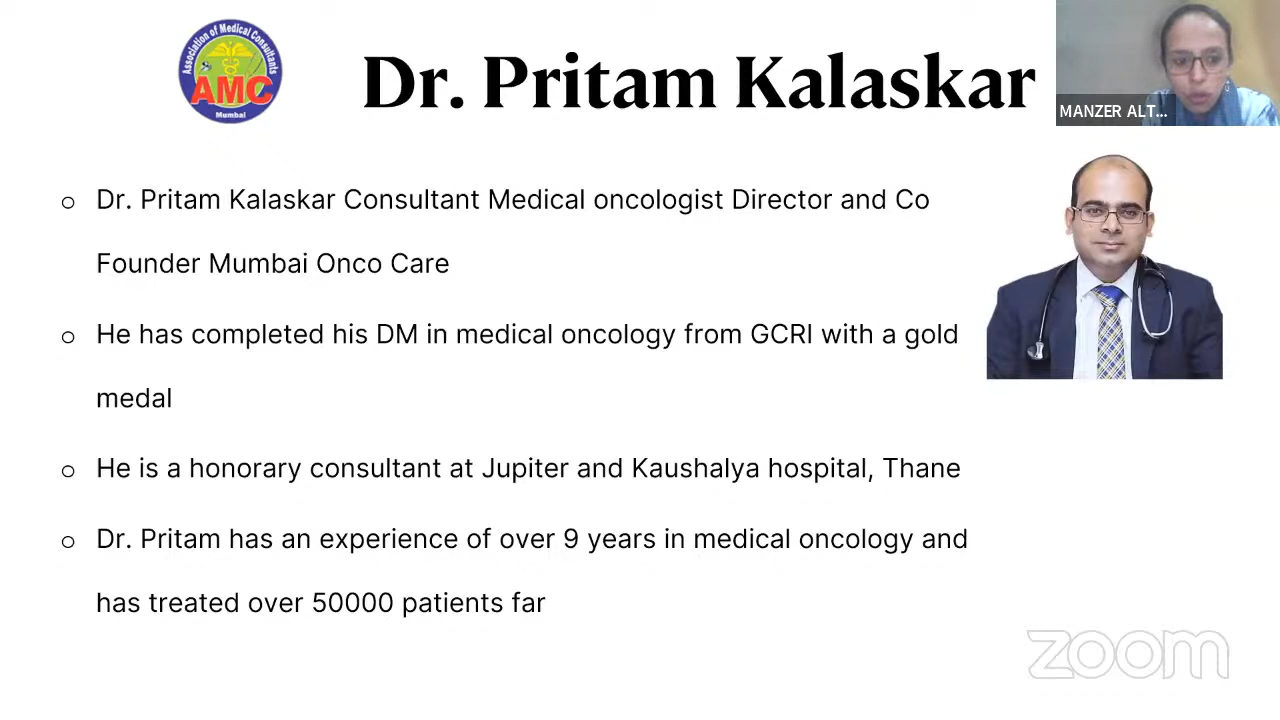 Association of Medical Consultants
AMC
Mumbai
Dr. Pritam Kalaskar
MANZER ALT...
Dr. Pritam Kalaskar Consultant Medical oncologist Director and Co
Founder Mumbai Onco Care
He has completed his DM in medical oncology from GCRI with a gold
medal
He is a honorary consultant at Jupiter and Kaushalya hospital, Thane
Dr. Pritam has an experience of over 9 years in medical oncology and
has treated over 50000 patients far
zoom